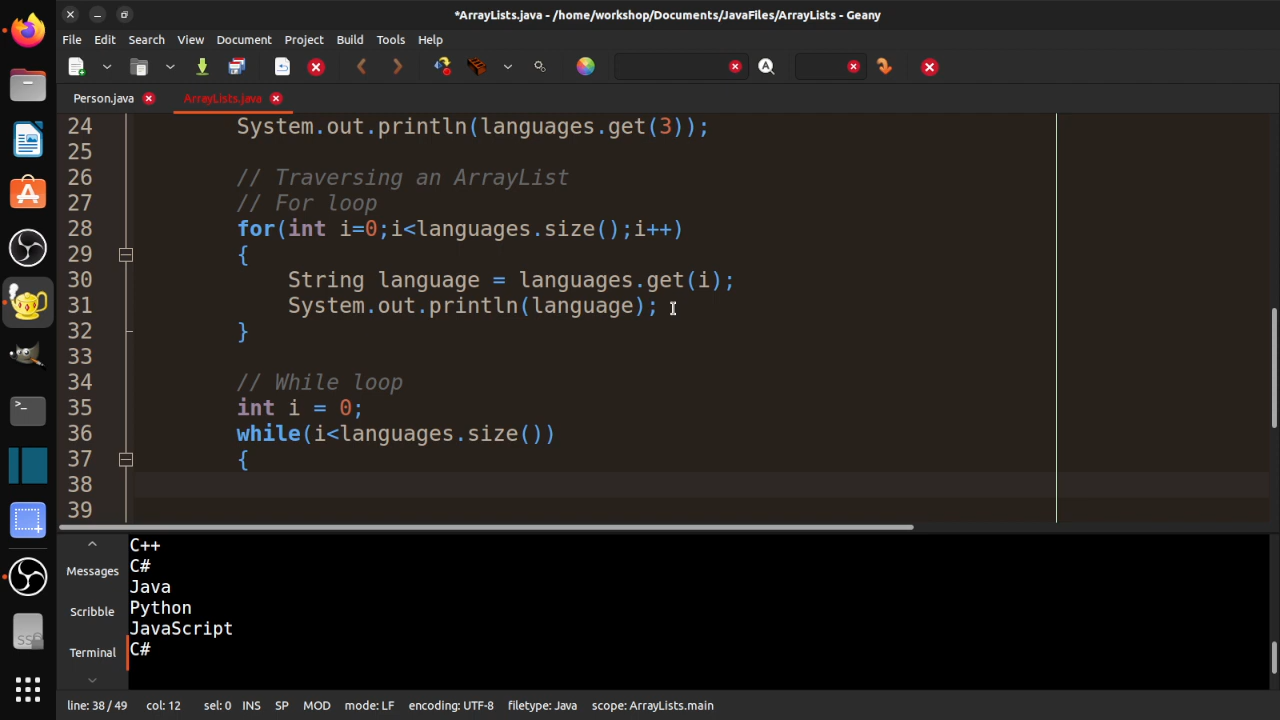 *ArrayLists.java - /home/workshop/Documents/JavaFiles/ArrayLists - Geany
File Edit Search View Document Project Build Tools Help
Person.java ArrayLists.java
24 System.out.println(languages.get(3));
25
26 // Traversing an ArrayList
27 // For loop
28 for(int i=0;i<languages.size();i++)
29 {
30 String language = languages.get(i);
31 System.out.println(language);
32 }
33
34 // While loop
35 int i = 0;
36 while(i<languages.size())
37 {
38
39
Messages
Scribble
Terminal
C++
C#
Java
Python
JavaScript
C#
line: 38 / 49 col: 12 sel: 0 INS SP MOD mode: LF encoding: UTF-8 filetype: Java scope: ArrayLists.main